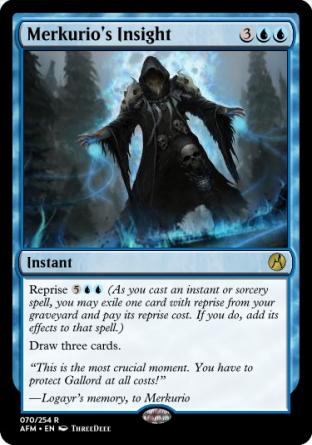 Merkurio's Insight 3
Instant
Reprise 5 (As you cast an instant or sorcery
spell, you may exile one card with reprise from your
graveyard and pay its reprise cost. If you do, add its
effects to that spell.)
Draw three cards.
"This is the most crucial moment. You have to
protect Gallord at all costs!"
—Logayr's memory, to Merkurio
070/254 R
AFM • EN ThreeDeee